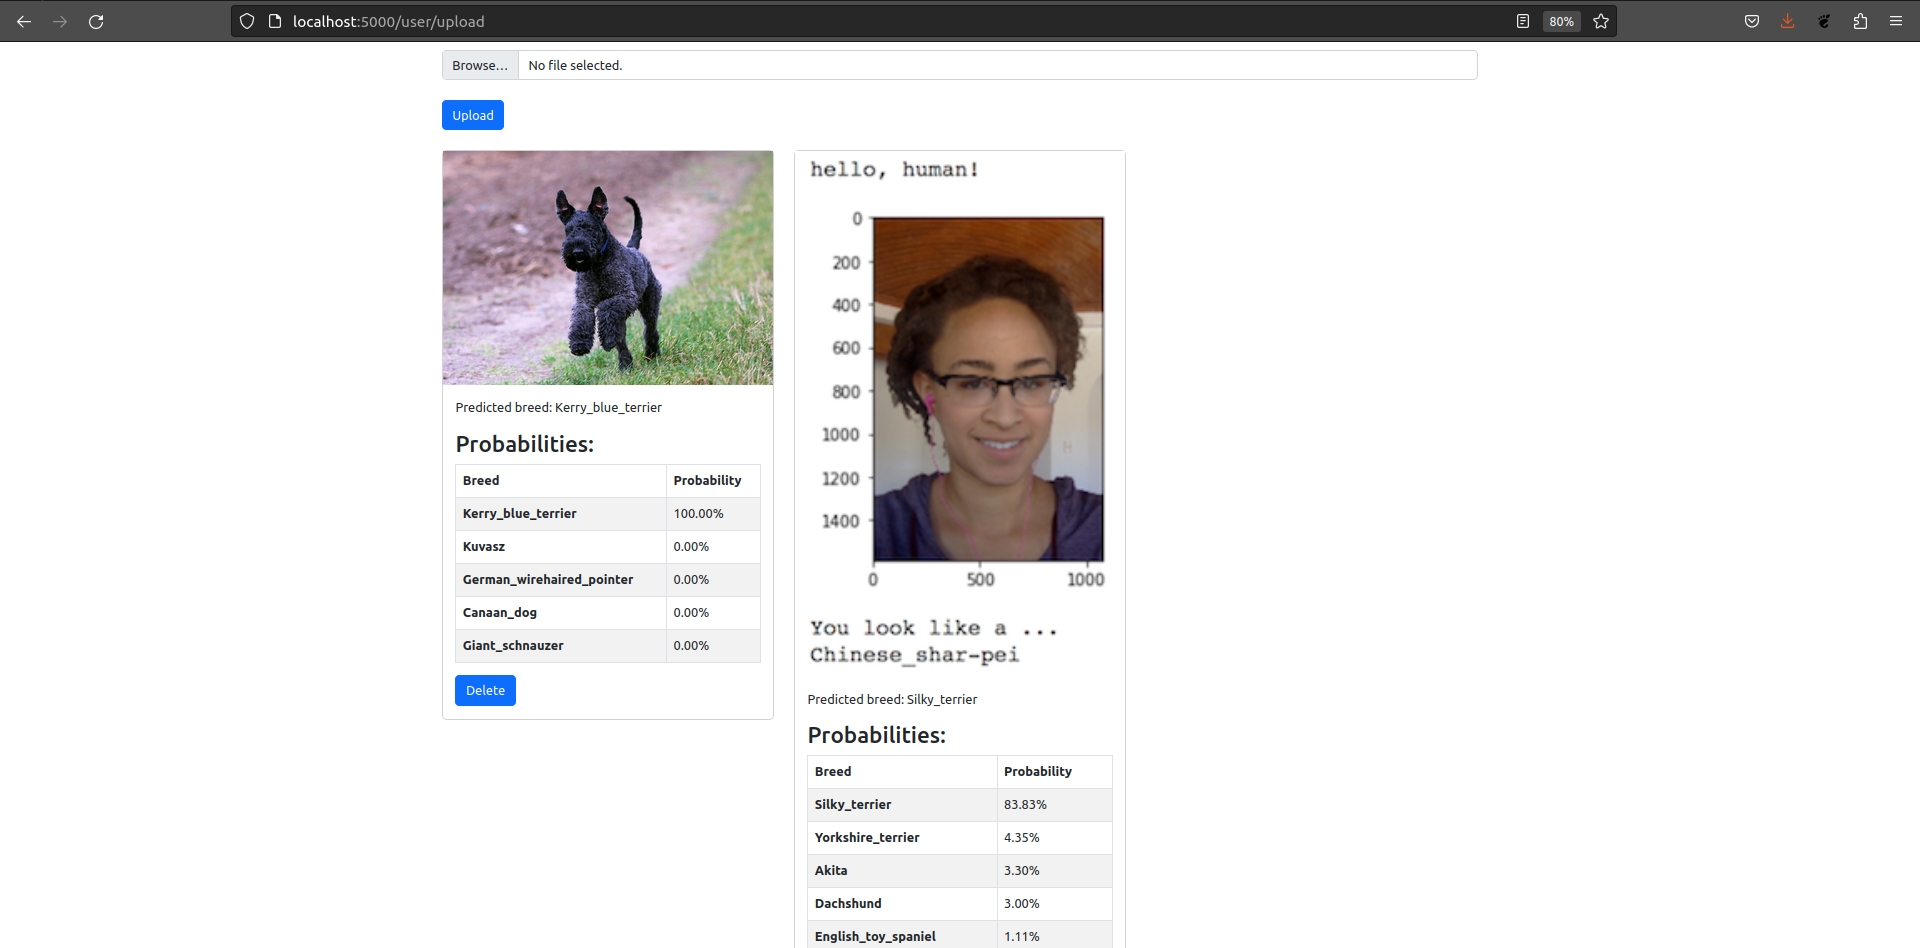 localhost:5000/user/upload
80%
Browse...
No file selected.
Upload
Predicted breed: Kerry_blue_terrier
Probabilities:
Breed Probability
Kerry_blue_terrier 100.00%
Kuvasz 0.00%
German_wirehaired_pointer 0.00%
Canaan_dog 0.00%
Giant_schnauzer 0.00%
Delete
hello, human!
0
200
400
600
800
1000
1200
1400
0 500 1000
You look like a ...
Chinese_shar-pei
Predicted breed: Silky_terrier
Probabilities:
Breed Probability
Silky_terrier 83.83%
Yorkshire_terrier 4.35%
Akita 3.30%
Dachshund 3.00%
English_toy_spaniel 1.11%